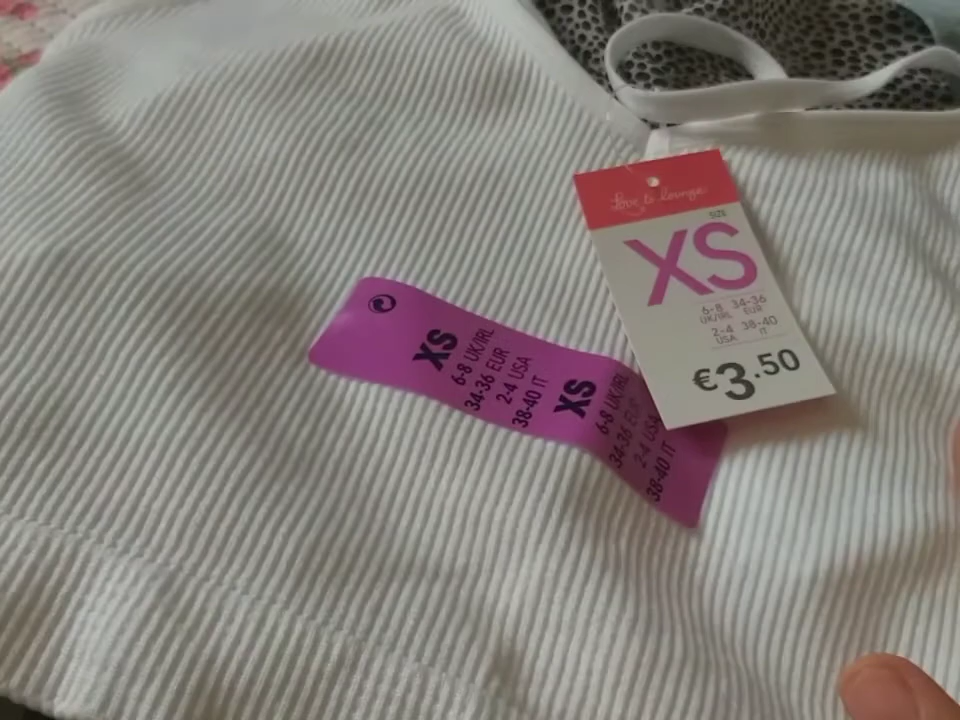 Love to lounge
SIZE
XS
6-8 34-36
UK/IRL EUR
2-4 38-40
USA IT
€3.50
XS
6-8 UK/IRL
34-36 EUR
2-4 USA
38-40 IT
XS
6-8 UK/IRL
34-36 EUR
2-4 USA
38-40 IT